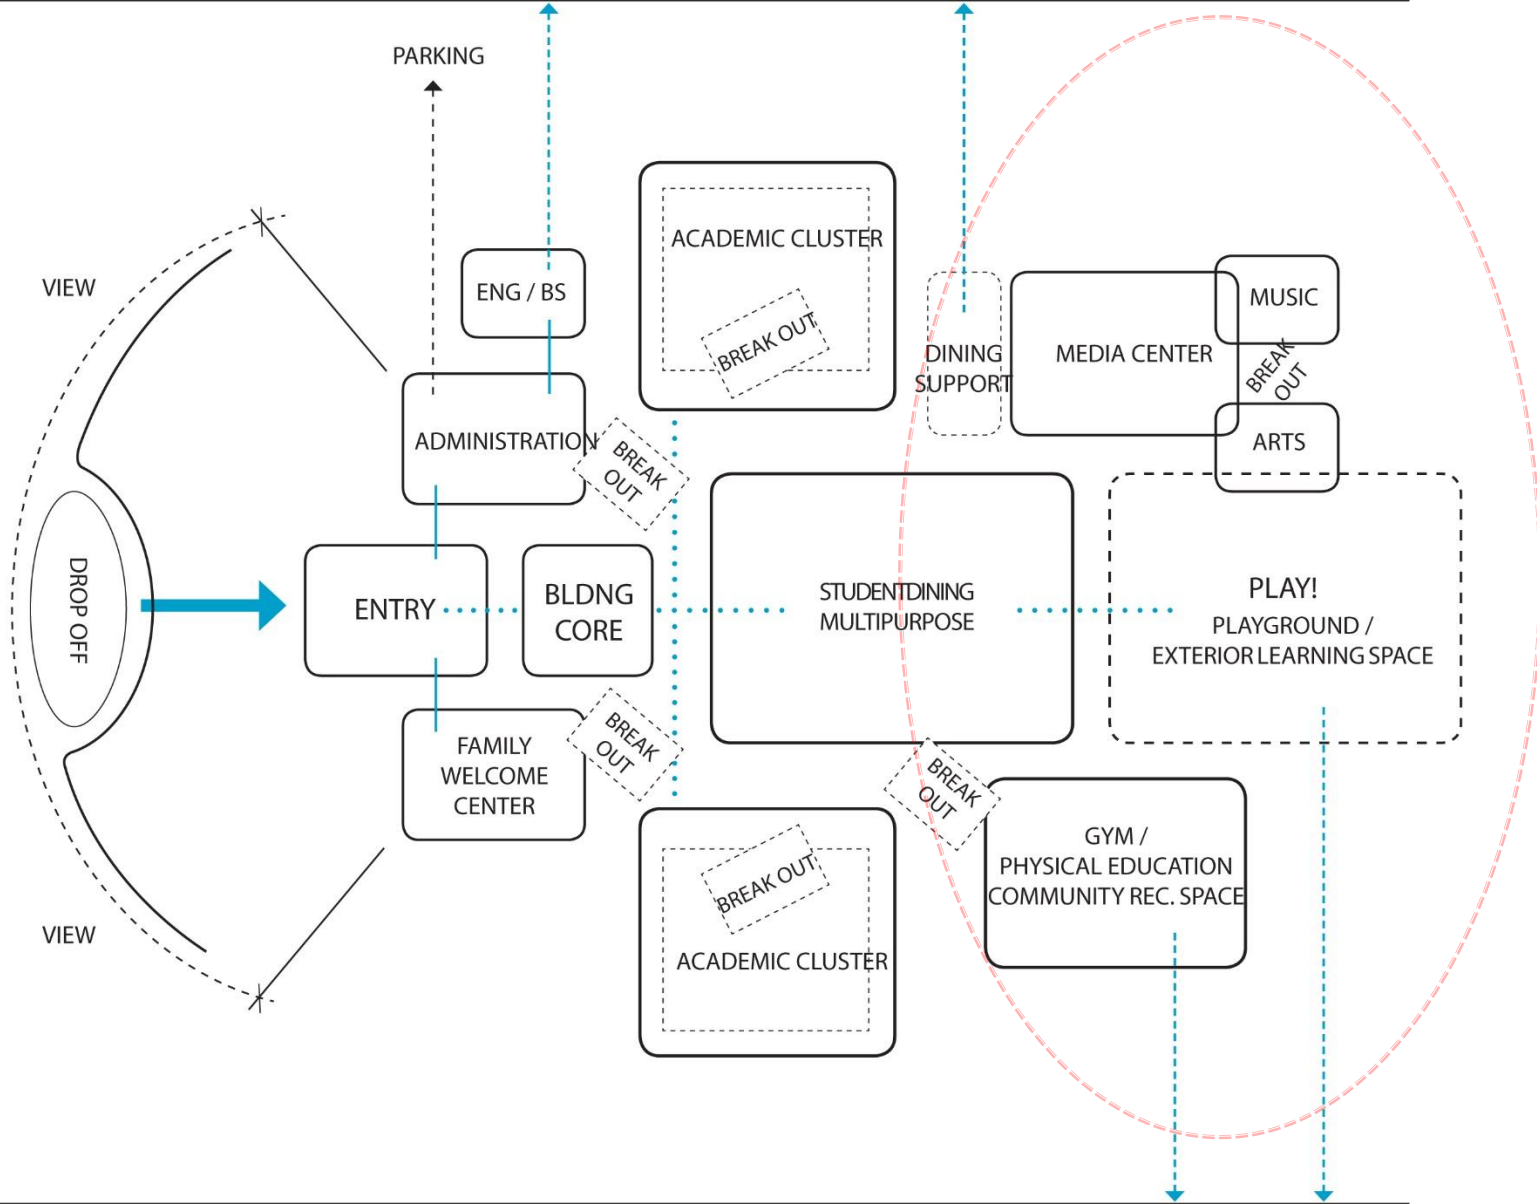 PARKING
VIEW
ENG / BS
ACADEMIC CLUSTER
BREAK OUT
DINING
SUPPORT
MEDIA CENTER
MUSIC
BREAK
OUT
ARTS
ADMINISTRATION
BREAK
OUT
DROP OFF
ENTRY
BLDNG
CORE
STUDENTDINING
MULTIPURPOSE
PLAY!
PLAYGROUND /
EXTERIOR LEARNING SPACE
FAMILY
WELCOME
CENTER
BREAK
OUT
BREAK
OUT
GYM /
PHYSICAL EDUCATION
COMMUNITY REC. SPACE
BREAK OUT
ACADEMIC CLUSTER
VIEW